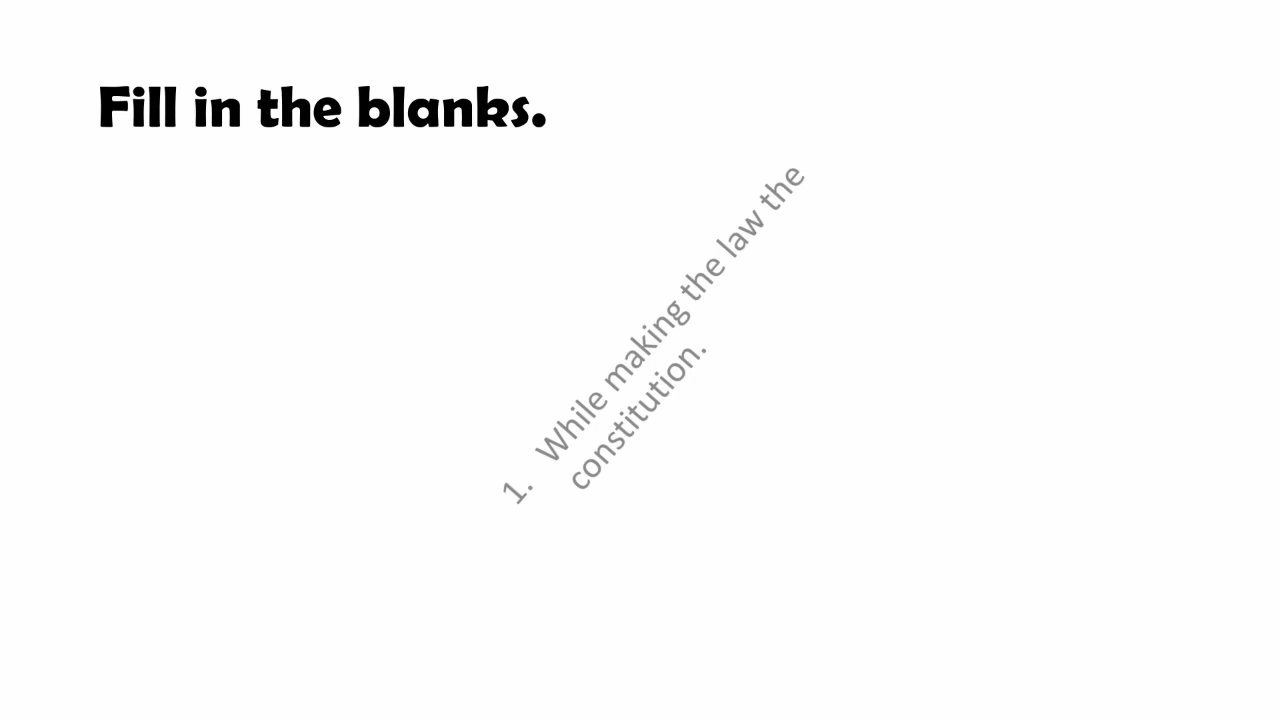 Fill in the blanks.
1. While making the law the
constitution.